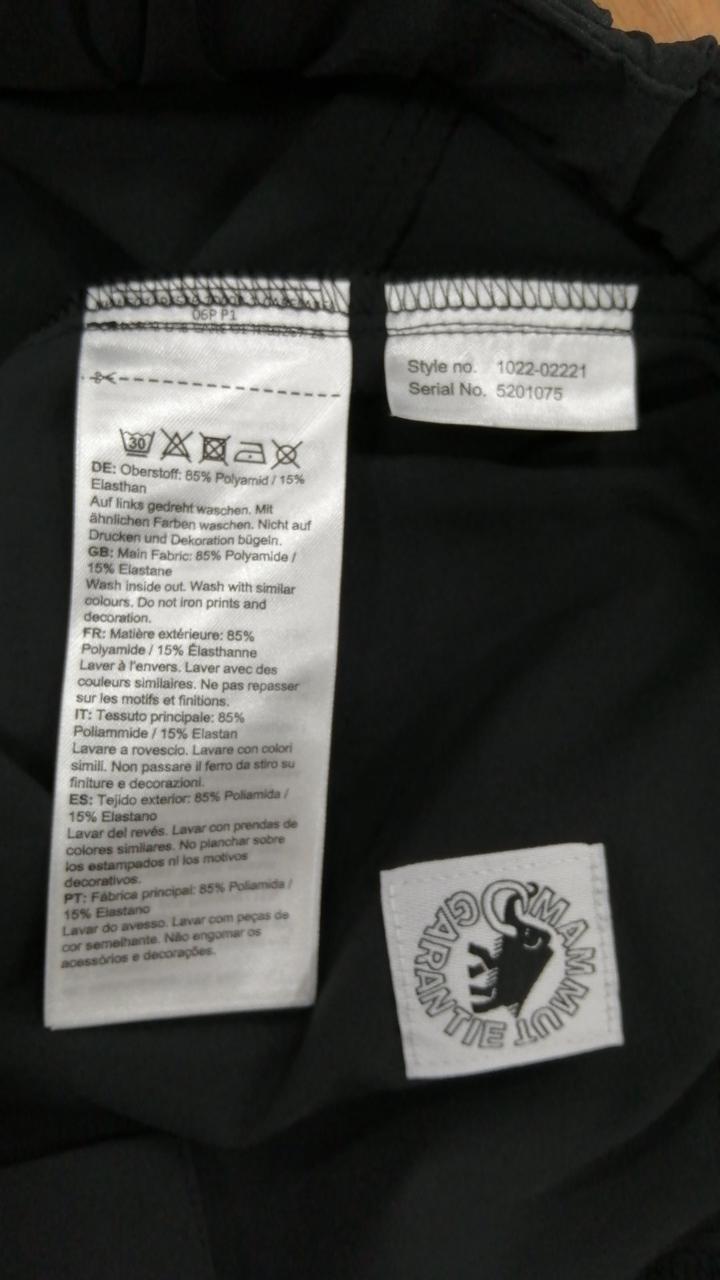 06P P1
30
DE: Oberstoff: 85% Polyamid / 15%
Elasthan
Auf links gedreht waschen. Mit
ähnlichen Farben waschen. Nicht auf
Drucken und Dekoration bügeln.
GB: Main Fabric: 85% Polyamide /
15% Elastane
Wash inside out. Wash with similar
colours. Do not iron prints and
decoration.
FR: Matière extérieure: 85%
Polyamide / 15% Élasthanne
Laver à l'envers. Laver avec des
couleurs similaires. Ne pas repasser
sur les motifs et finitions.
IT: Tessuto principale: 85%
Poliammide / 15% Elastan
Lavare a rovescio. Lavare con colori
simili. Non passare il ferro da stiro su
finiture e decorazioni.
ES: Tejido exterior: 85% Poliamida /
15% Elastano
Lavar del revés. Lavar con prendas de
colores similares. No planchar sobre
los estampados ni los motivos
decorativos.
PT: Fábrica principal: 85% Poliamida /
15% Elastano
Lavar do avesso. Lavar com peças de
cor semelhante. Não engomar os
acessórios e decorações.
Style no. 1022-02221
Serial No. 5201075
MAMMUT
GARANTIE